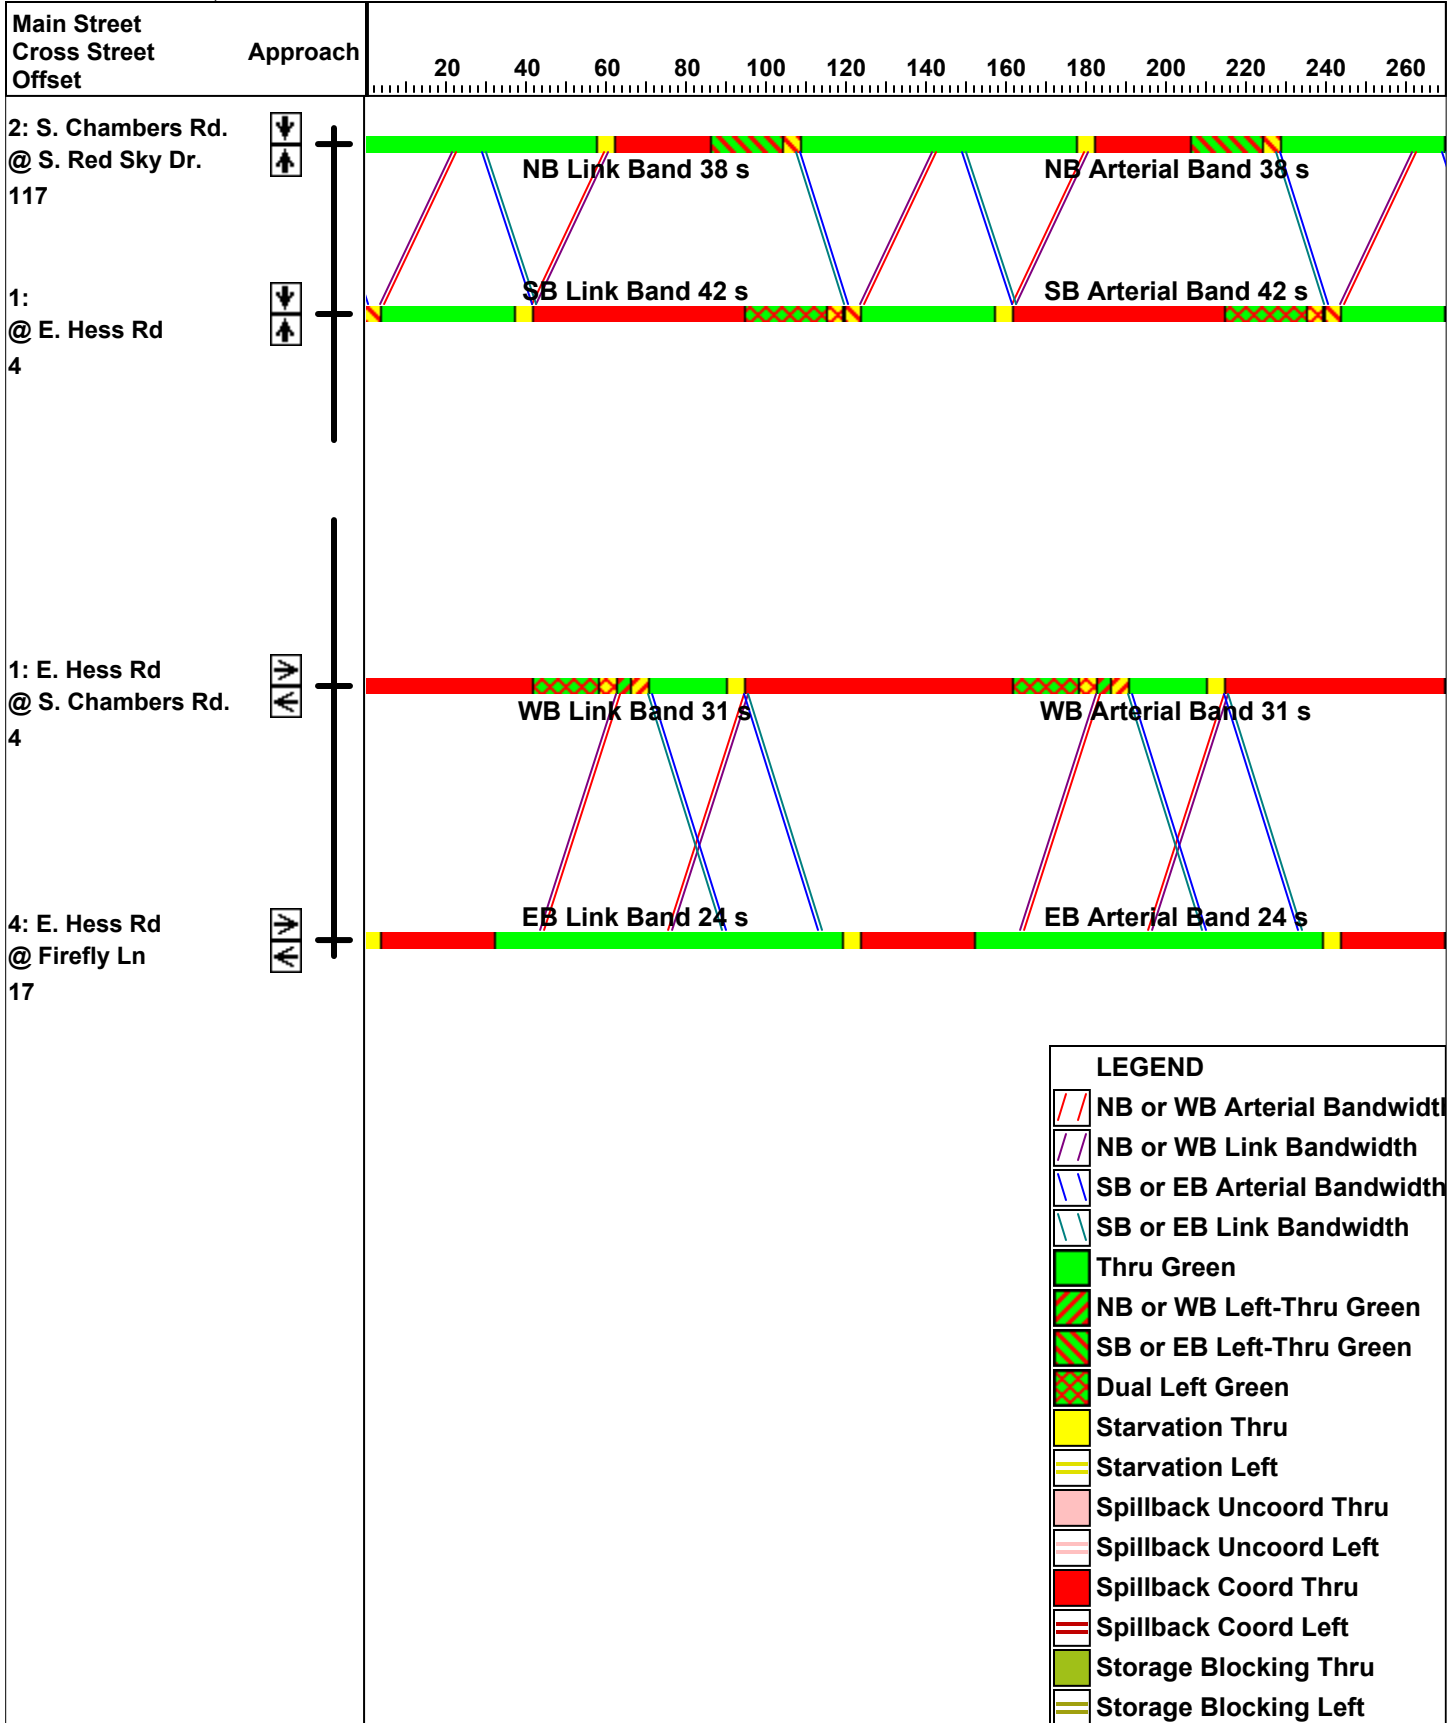 Main Street
Cross Street Approach
Offset
20 40 60 80 100 120 140 160 180 200 220 240 260
2: S. Chambers Rd.
@ S. Red Sky Dr.
117
NB Link Band 38 s NB Arterial Band 38 s
SB Link Band 42 s SB Arterial Band 42 s
1:
@ E. Hess Rd
4
1: E. Hess Rd
@ S. Chambers Rd.
4
WB Link Band 31 s WB Arterial Band 31 s
EB Link Band 24 s EB Arterial Band 24 s
4: E. Hess Rd
@ Firefly Ln
17
LEGEND
NB or WB Arterial Bandwidth
NB or WB Link Bandwidth
SB or EB Arterial Bandwidth
SB or EB Link Bandwidth
Thru Green
NB or WB Left-Thru Green
SB or EB Left-Thru Green
Dual Left Green
Starvation Thru
Starvation Left
Spillback Uncoord Thru
Spillback Uncoord Left
Spillback Coord Thru
Spillback Coord Left
Storage Blocking Thru
Storage Blocking Left